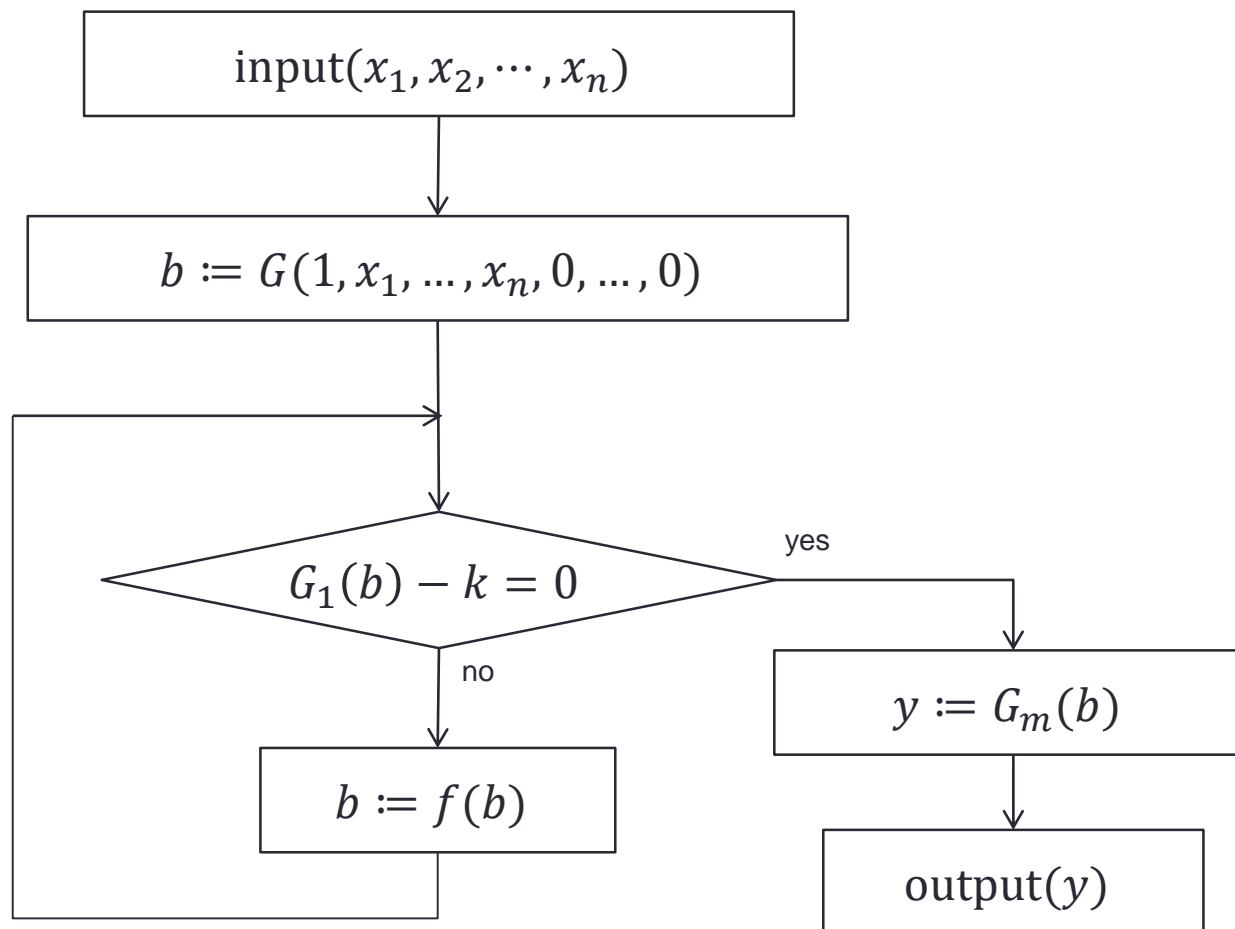 input(𝑥₁, 𝑥₂, ⋯ , 𝑥ₙ)
𝑏 ≔ 𝐺(1, 𝑥₁, … , 𝑥ₙ, 0, … , 0)
𝐺₁(𝑏) − 𝑘 = 0
yes
no
𝑦 ≔ 𝐺ₘ(𝑏)
𝑏 ≔ 𝑓(𝑏)
output(𝑦)